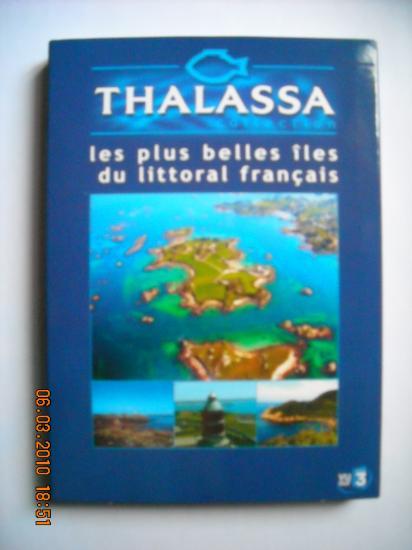 THALASSA
collection
les plus belles îles
du littoral français
3
06.03.2010 18:51